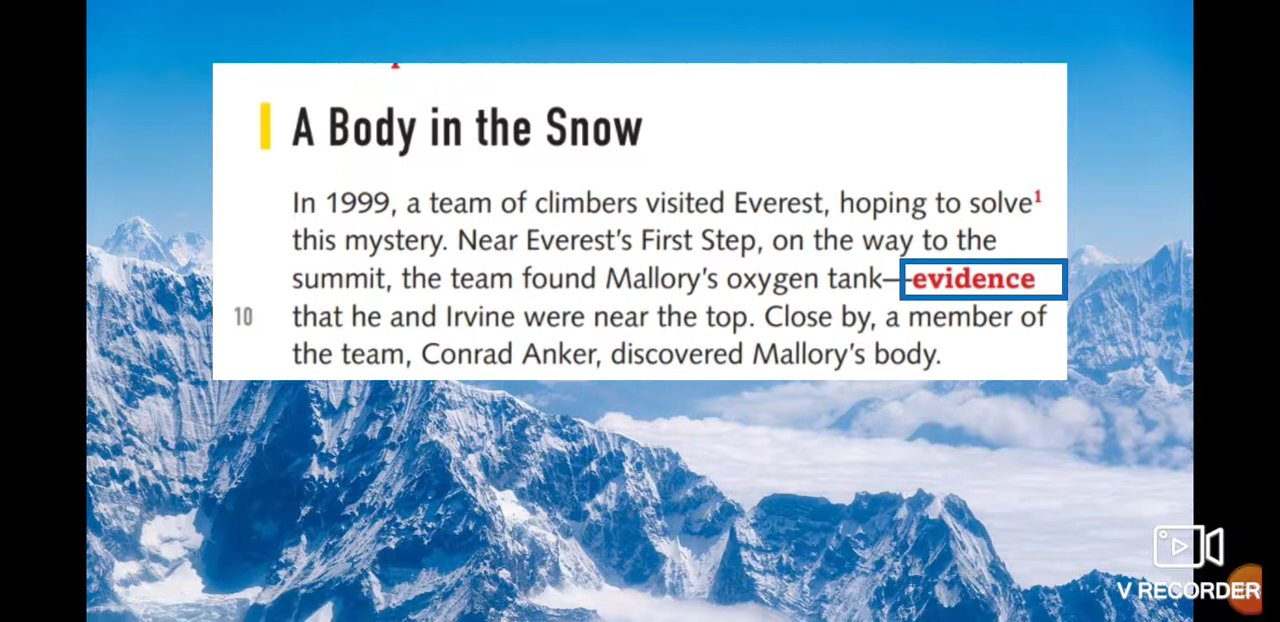 A Body in the Snow
In 1999, a team of climbers visited Everest, hoping to solve¹
this mystery. Near Everest's First Step, on the way to the
summit, the team found Mallory's oxygen tank—evidence
10 that he and Irvine were near the top. Close by, a member of
the team, Conrad Anker, discovered Mallory's body.
V RECORDER